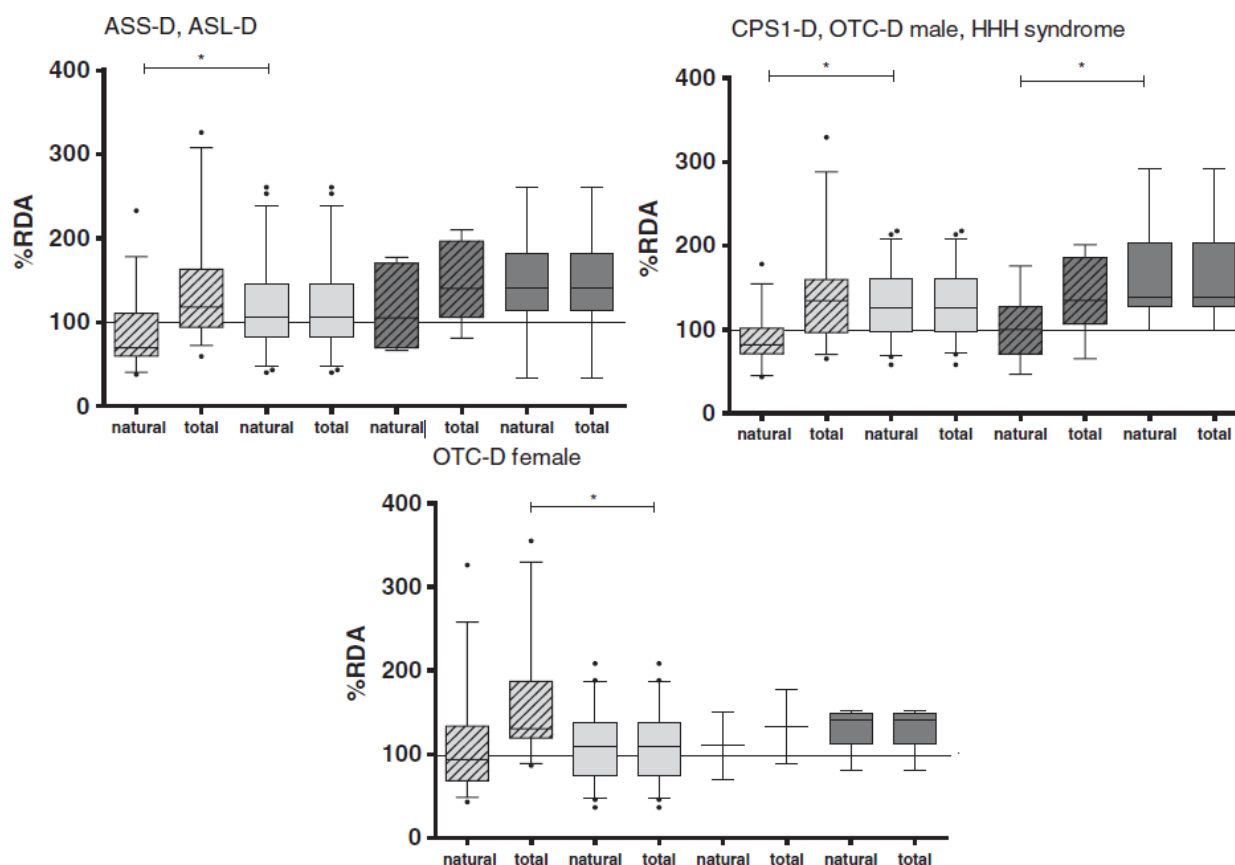 ASS-D, ASL-D
*
400
300
200
100
0
%RDA
natural total natural total natural total natural total
CPS1-D, OTC-D male, HHH syndrome
* *
400
300
200
100
0
%RDA
natural total natural total natural total natural total
OTC-D female
*
400
300
200
100
0
%RDA
natural total natural total natural total natural total